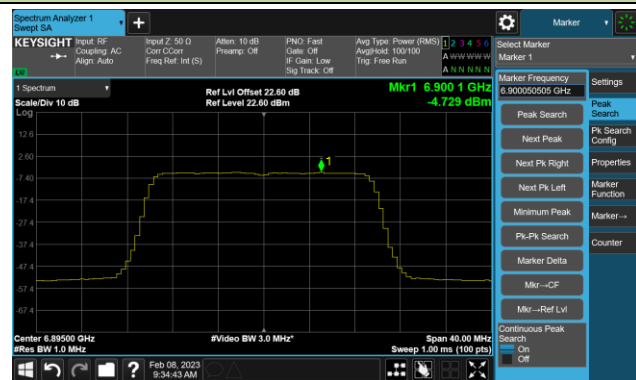 Spectrum Analyzer 1
Swept SA
Marker
KEYSIGHT
Input: RF
Coupling: AC
Align: Auto
Input Z: 50 Ω
Corr CCorr
Freq Ref: Int (S)
Atten: 10 dB
Preamp: Off
PNO: Fast
Gate: Off
IF Gain: Low
Sig Track: Off
Avg Type: Power (RMS)
Avg|Hold: 100/100
Trig: Free Run
1 2 3 4 5 6
A W W W W W
A N N N N N
LW
Select Marker
Marker 1
1 Spectrum
Scale/Div 10 dB
Log
Ref Lvl Offset 22.60 dB
Ref Level 22.60 dBm
Mkr1 6.900 1 GHz
-4.729 dBm
12.6
2.60
-7.40
-17.4
-27.4
-37.4
-47.4
-57.4
-67.4
1
Center 6.89500 GHz
#Res BW 1.0 MHz
#Video BW 3.0 MHz*
Span 40.00 MHz
Sweep 1.00 ms (100 pts)
Marker Frequency
6.900050505 GHz
Peak Search
Next Peak
Next Pk Right
Next Pk Left
Minimum Peak
Pk-Pk Search
Marker Delta
Mkr→CF
Mkr→Ref Lvl
Continuous Peak
Search
On
Off
Settings
Peak
Search
Pk Search
Config
Properties
Marker
Function
Marker→
Counter
?
Feb 08, 2023
9:34:43 AM